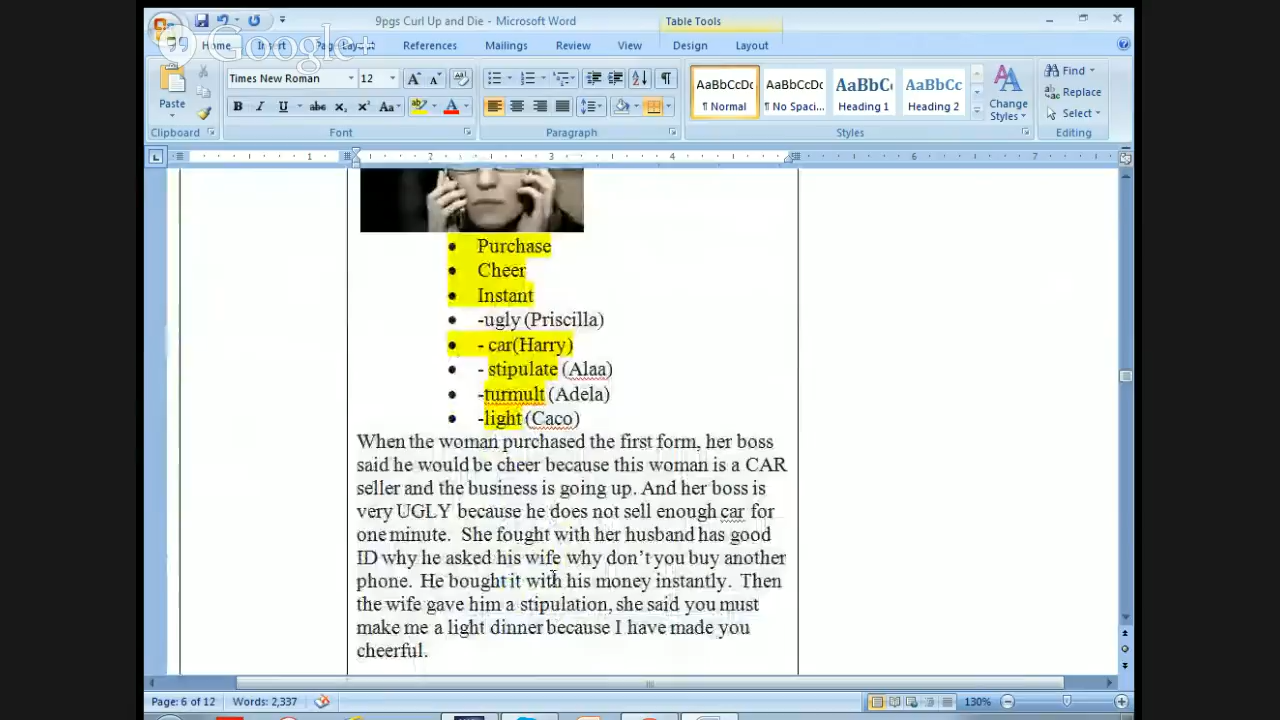 9pgs Curl Up and Die - Microsoft Word
Table Tools
Google+
Home Insert Page Layout References Mailings Review View Design Layout
Times New Roman 12
Paste
AaBbCcDc AaBbCcDc AaBbC AaBbCc
¶ Normal ¶ No Spaci... Heading 1 Heading 2
Change Styles
Find
Replace
Select
Clipboard Font Paragraph Styles Editing
1 2 3 4 6 7
Purchase
Cheer
Instant
-ugly (Priscilla)
- car(Harry)
- stipulate (Alaa)
-turmult (Adela)
-light (Caco)
When the woman purchased the first form, her boss
said he would be cheer because this woman is a CAR
seller and the business is going up. And her boss is
very UGLY because he does not sell enough car for
one minute.  She fought with her husband has good
ID why he asked his wife why don't you buy another
phone.  He bought it with his money instantly.  Then
the wife gave him a stipulation, she said you must
make me a light dinner because I have made you
cheerful.
Page: 6 of 12 Words: 2,337 130%